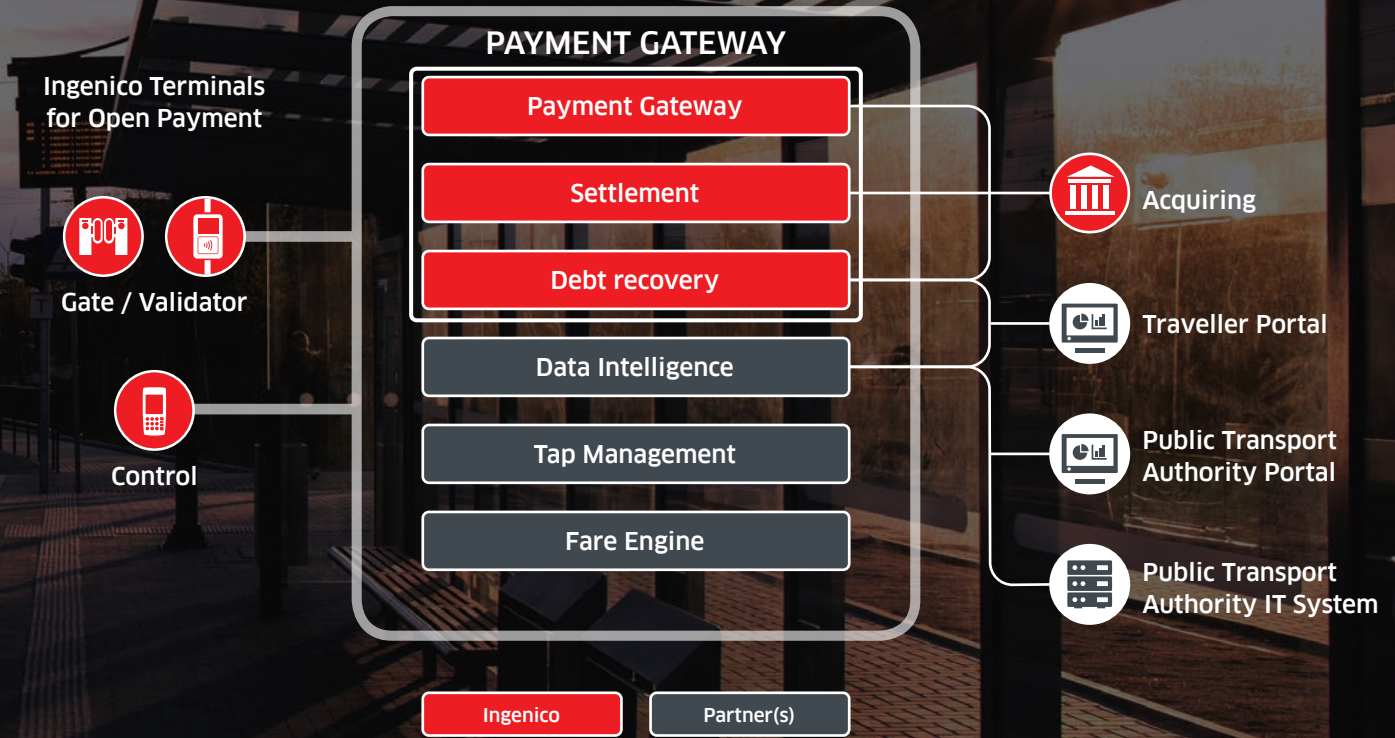 PAYMENT GATEWAY
Ingenico Terminals
for Open Payment
Gate / Validator
Control
Payment Gateway
Settlement
Debt recovery
Data Intelligence
Tap Management
Fare Engine
Acquiring
Traveller Portal
Public Transport
Authority Portal
Public Transport
Authority IT System
Ingenico
Partner(s)